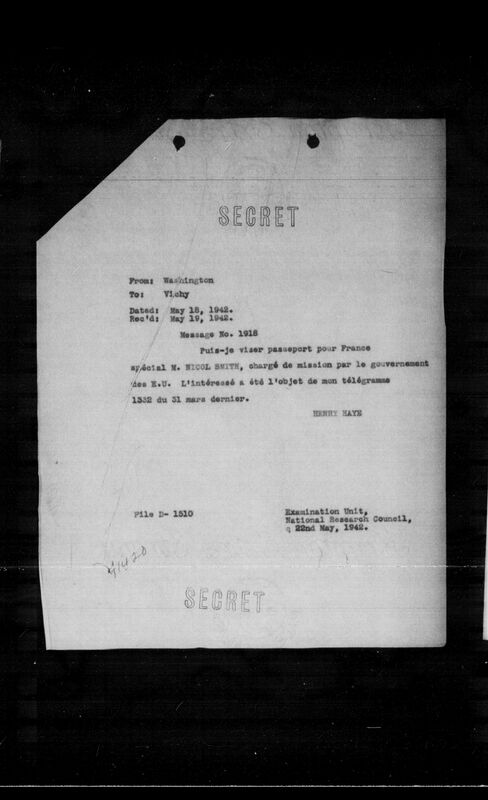 SECRET
From: Washington
To: Vichy
Dated: May 18, 1942.
Rec'd: May 19, 1942.
Message No. 1918
Puis-je viser passeport pour France
spécial M. NICOL SMITH, chargé de mission par le gouvernement
des E.U. L'intéressé a été l'objet de mon télégramme
1332 du 31 mars dernier.
HENRY HAYE
File D- 1510
Examination Unit,
National Research Council,
22nd May, 1942.
SECRET